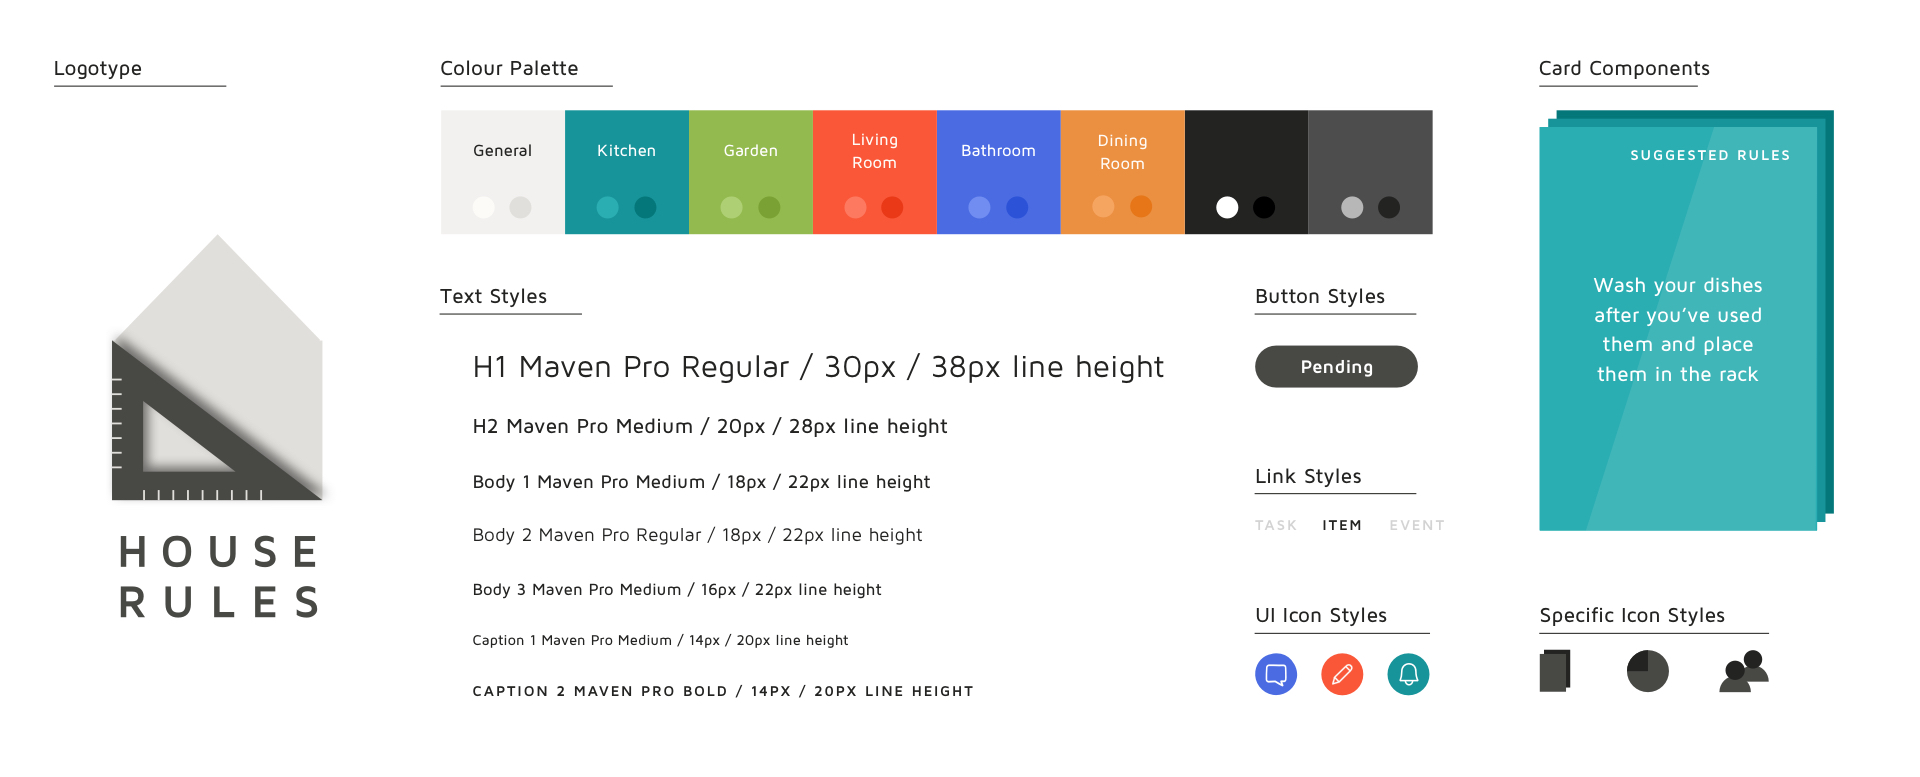 Logotype
HOUSE
RULES
Colour Palette
General
Kitchen
Garden
Living
Room
Bathroom
Dining
Room
Text Styles
H1 Maven Pro Regular / 30px / 38px line height
H2 Maven Pro Medium / 20px / 28px line height
Body 1 Maven Pro Medium / 18px / 22px line height
Body 2 Maven Pro Regular / 18px / 22px line height
Body 3 Maven Pro Medium / 16px / 22px line height
Caption 1 Maven Pro Medium / 14px / 20px line height
CAPTION 2 MAVEN PRO BOLD / 14PX / 20PX LINE HEIGHT
Button Styles
Pending
Link Styles
TASK ITEM EVENT
UI Icon Styles
Card Components
SUGGESTED RULES
Wash your dishes
after you’ve used
them and place
them in the rack
Specific Icon Styles